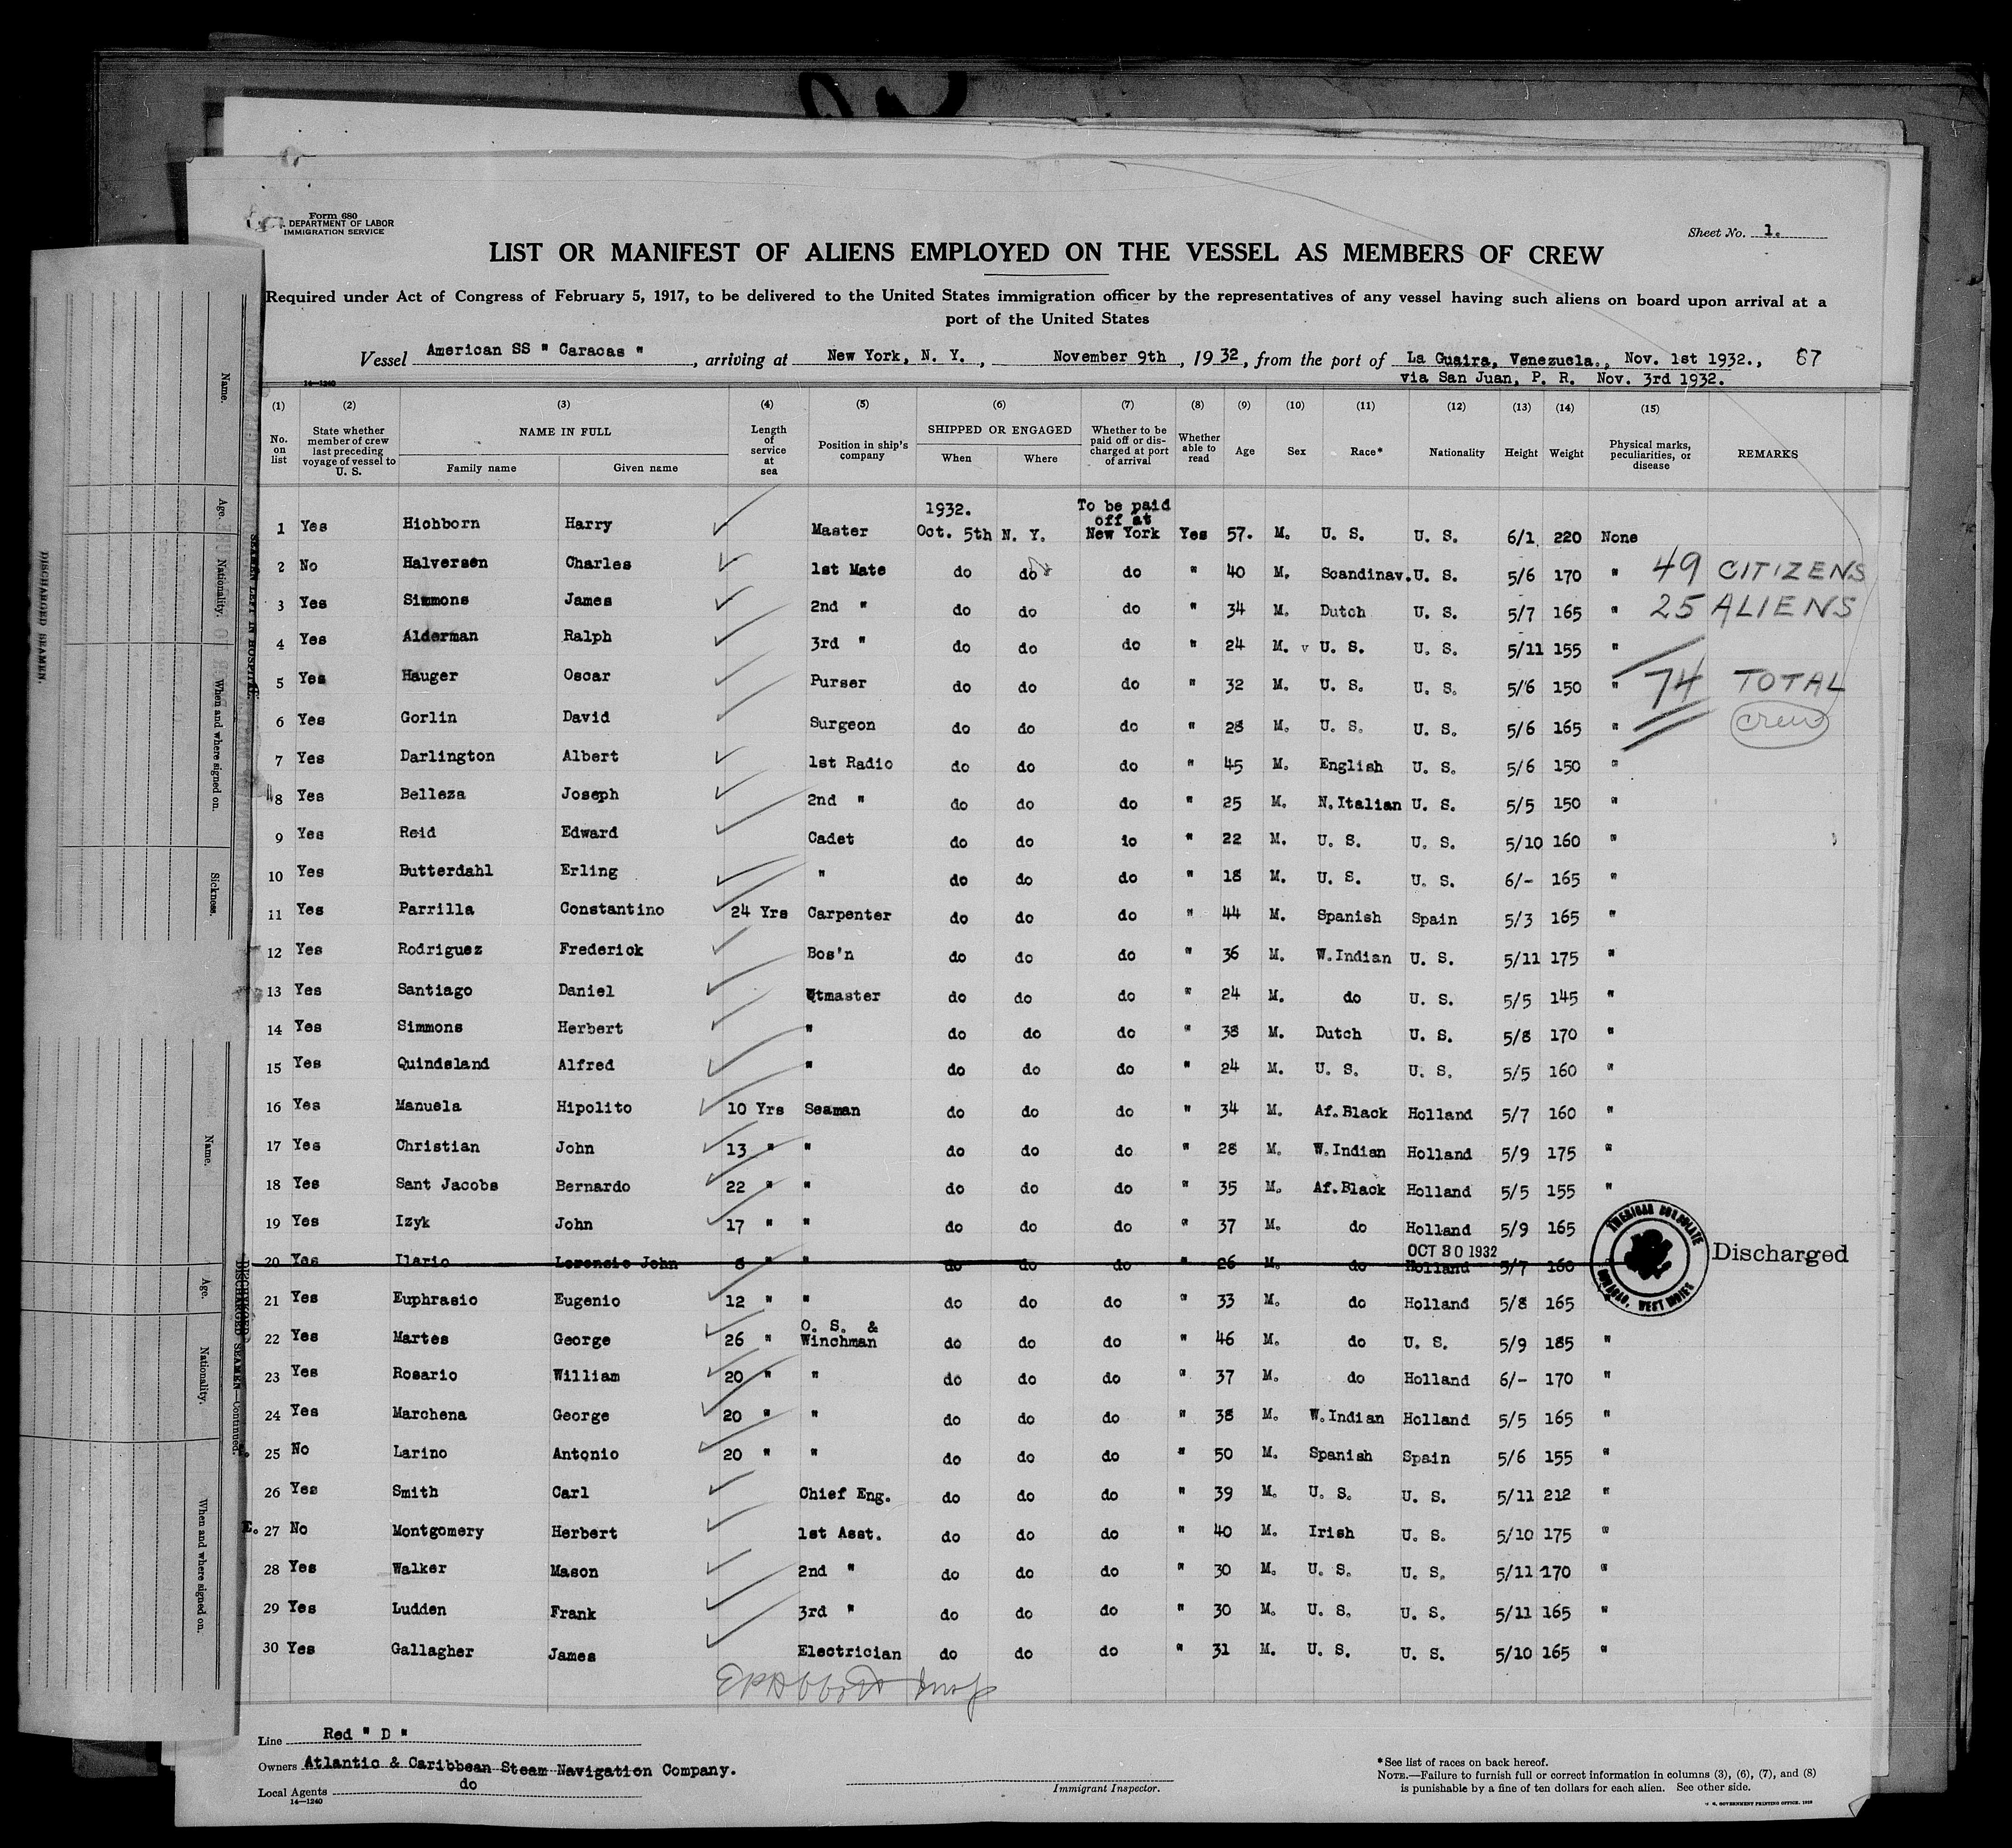 Form 680
DEPARTMENT OF LABOR
IMMIGRATION SERVICE
Sheet No. 1.
LIST OR MANIFEST OF ALIENS EMPLOYED ON THE VESSEL AS MEMBERS OF CREW
Required under Act of Congress of February 5, 1917, to be delivered to the United States immigration officer by the representatives of any vessel having such aliens on board upon arrival at a
port of the United States
Vessel American SS " Caracas ", arriving at New York, N. Y., November 9th, 1932, from the port of La Guaira, Venezuela., Nov. 1st 1932., 67
via San Juan, P. R. Nov. 3rd 1932.
14—1240
(1) (2) (3) (4) (5) (6) (7) (8) (9) (10) (11) (12) (13) (14) (15)
No. on list State whether member of crew last preceding voyage of vessel to U. S. NAME IN FULL Family name Given name Length of service at sea Position in ship's company SHIPPED OR ENGAGED When Where Whether to be paid off or discharged at port of arrival Whether able to read Age Sex Race* Nationality Height Weight Physical marks, peculiarities, or disease REMARKS
1932. To be paid off at
1 Yes Hichborn Harry Master Oct. 5th N. Y. New York Yes 57. M. U. S. U. S. 6/1 220 None
2 No Halversen Charles 1st Mate do do do " 40 M. Scandinav. U. S. 5/6 170 " 49 CITIZENS
3 Yes Simmons James 2nd " do do do " 34 M. Dutch U. S. 5/7 165 " 25 ALIENS
4 Yes Alderman Ralph 3rd " do do do " 24 M. v U. S. U. S. 5/11 155 "
5 Yes Hauger Oscar Purser do do do " 32 M. U. S. U. S. 5/6 150 " 74 TOTAL
6 Yes Gorlin David Surgeon do do do " 28 M. U. S. U. S. 5/6 165 " crew
7 Yes Darlington Albert 1st Radio do do do " 45 M. English U. S. 5/6 150 "
8 Yes Belleza Joseph 2nd " do do do " 25 M. N.Italian U. S. 5/5 150 "
9 Yes Reid Edward Cadet do do io " 22 M. U. S. U. S. 5/10 160 "
10 Yes Butterdahl Erling " do do do " 18 M. U. S. U. S. 6/- 165 "
11 Yes Parrilla Constantino 24 Yrs Carpenter do do do " 44 M. Spanish Spain 5/3 165 "
12 Yes Rodriguez Frederick Bos'n do do do " 36 M. W.Indian U. S. 5/11 175 "
13 Yes Santiago Daniel Qtmaster do do do " 24 M. do U. S. 5/5 145 "
14 Yes Simmons Herbert " do do do " 38 M. Dutch U. S. 5/8 170 "
15 Yes Quindsland Alfred " do do do " 24 M. U. S. U. S. 5/5 160 "
16 Yes Manuela Hipolito 10 Yrs Seaman do do do " 34 M. Af.Black Holland 5/7 160 "
17 Yes Christian John 13 " " do do do " 28 M. W.Indian Holland 5/9 175 "
18 Yes Sant Jacobs Bernardo 22 " " do do do " 35 M. Af.Black Holland 5/5 155 "
19 Yes Izyk John 17 " " do do do " 37 M. do Holland 5/9 165
OCT 30 1932
20 Yes Ilario Lorensio John 8 " " do do do " 26 M. do Holland 5/7 160 Discharged
AMERICAN CONSULATE
CURACAO, WEST INDIES
21 Yes Euphrasio Eugenio 12 " " do do do " 33 M. do Holland 5/8 165 "
22 Yes Martes George 26 " O. S. & Winchman do do do " 46 M. do U. S. 5/9 185 "
23 Yes Rosario William 20 " " do do do " 37 M. do Holland 6/- 170 "
24 Yes Marchena George 20 " " do do do " 38 M. W.Indian Holland 5/5 165 "
25 No Larino Antonio 20 " " do do do " 50 M. Spanish Spain 5/6 155 "
26 Yes Smith Carl Chief Eng. do do do " 39 M. U. S. U. S. 5/11 212 "
E. 27 No Montgomery Herbert 1st Asst. do do do " 40 M. Irish U. S. 5/10 175 "
28 Yes Walker Mason 2nd " do do do " 30 M. U. S. U. S. 5/11 170 "
29 Yes Ludden Frank 3rd " do do do " 30 M. U. S. U. S. 5/11 165 "
30 Yes Gallagher James Electrician do do do " 31 M. U. S. U. S. 5/10 165 "
Line Red " D "
Owners Atlantic & Caribbean Steam Navigation Company.
Local Agents do
14—1240
Immigrant Inspector.
*See list of races on back hereof.
NOTE.—Failure to furnish full or correct information in columns (3), (6), (7), and (8)
is punishable by a fine of ten dollars for each alien. See other side.
U. S. GOVERNMENT PRINTING OFFICE. 1929
DISCHARGED SEAMEN.
Name.
Age.
Nationality.
When and where signed on.
Sickness.
SEAMEN LEFT IN HOSPITAL.
Name.
Age.
Nationality.
When and where signed on.
DISCHARGED SEAMEN—Continued.